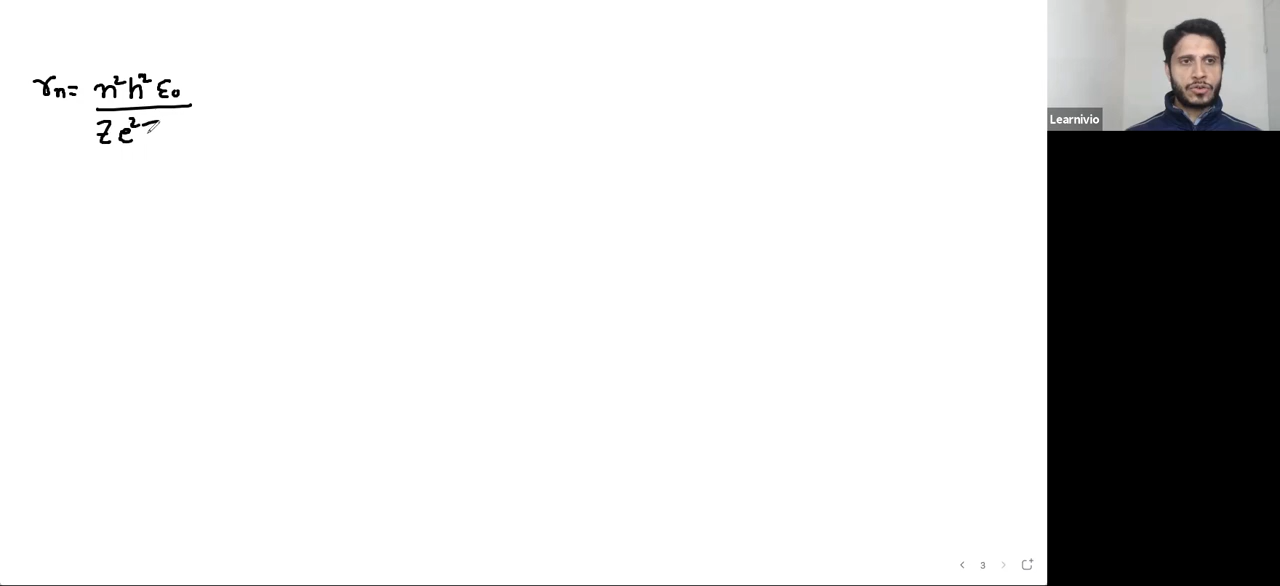 rₙ = n²h²ε₀
Ze²
Learnivio
3